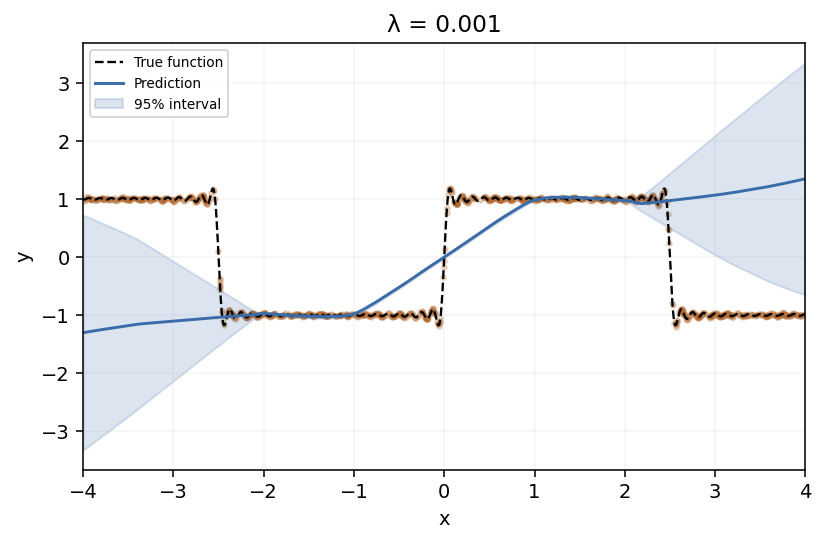 λ = 0.001
True function
Prediction
95% interval
y
3
2
1
0
−1
−2
−3
−4 −3 −2 −1 0 1 2 3 4
x